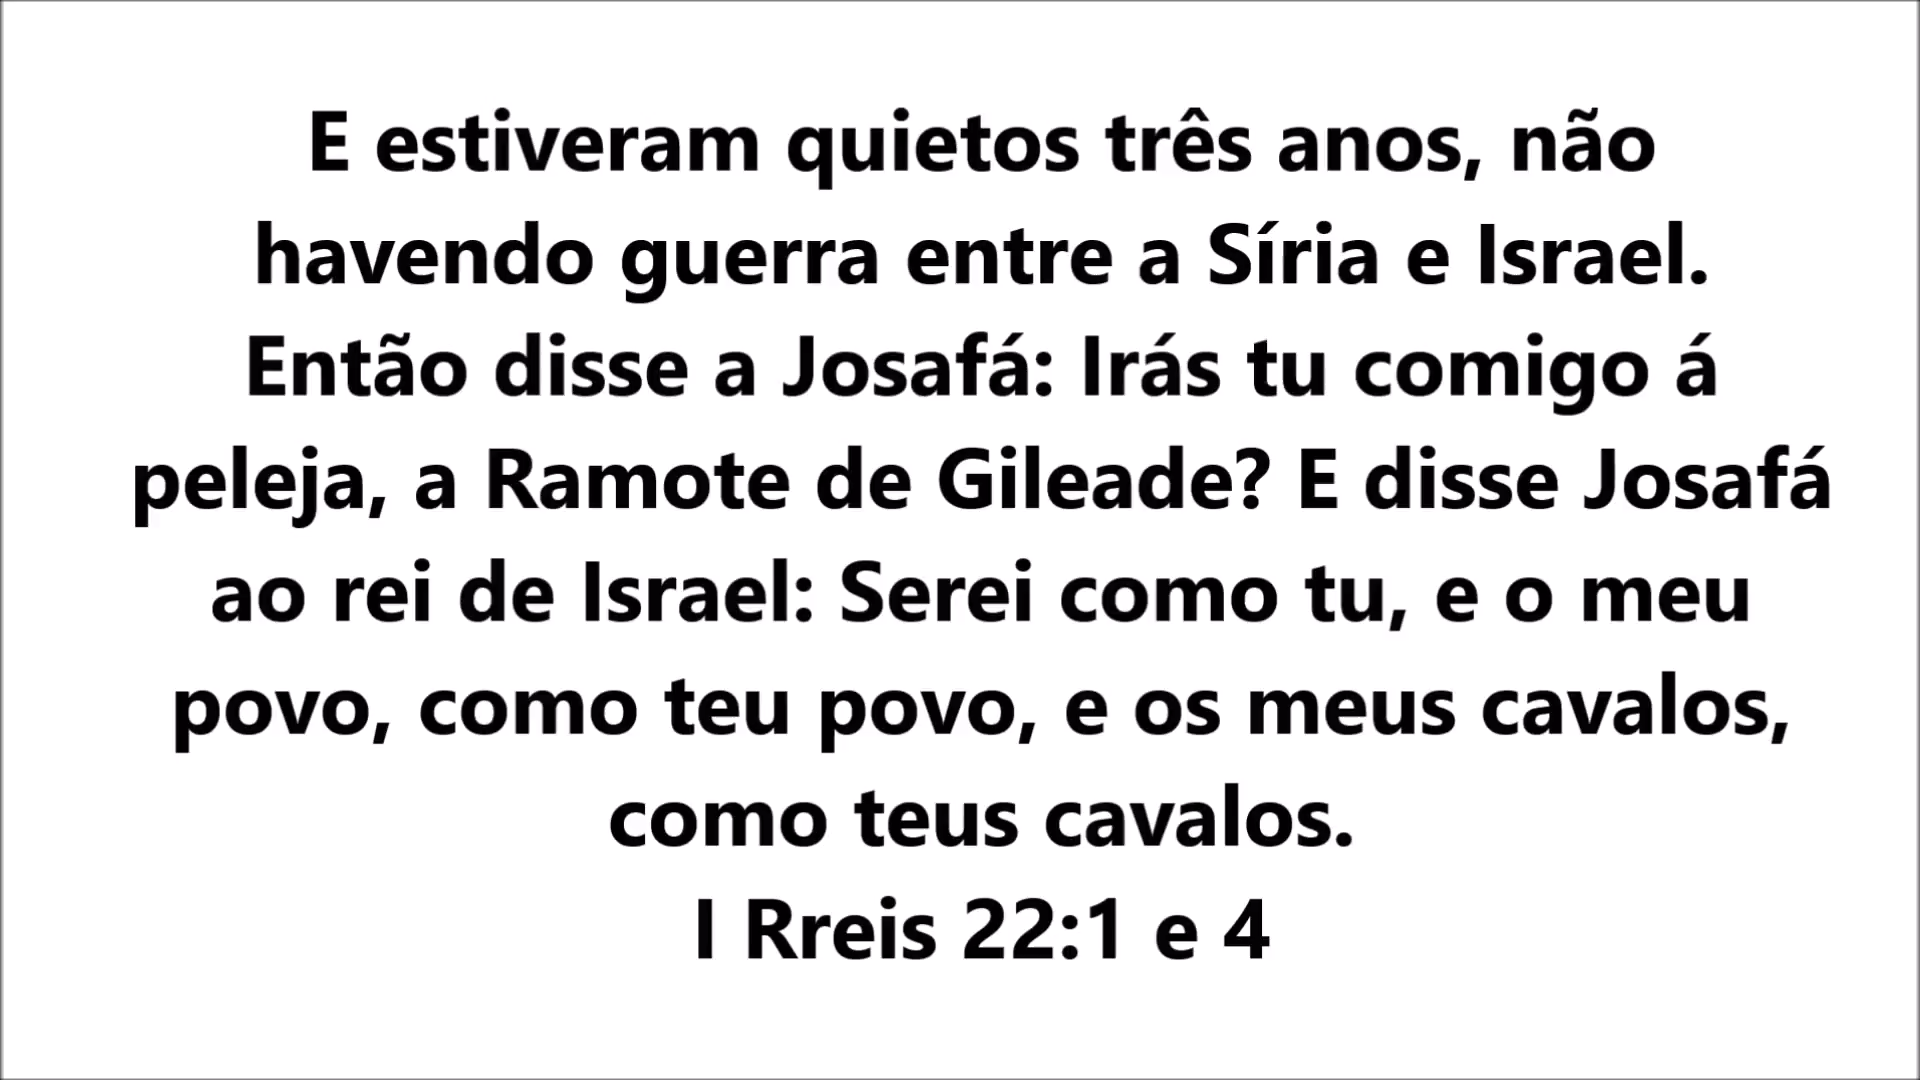 E estiveram quietos três anos, não
havendo guerra entre a Síria e Israel.
Então disse a Josafá: Irás tu comigo á
peleja, a Ramote de Gileade? E disse Josafá
ao rei de Israel: Serei como tu, e o meu
povo, como teu povo, e os meus cavalos,
como teus cavalos.
I Rreis 22:1 e 4